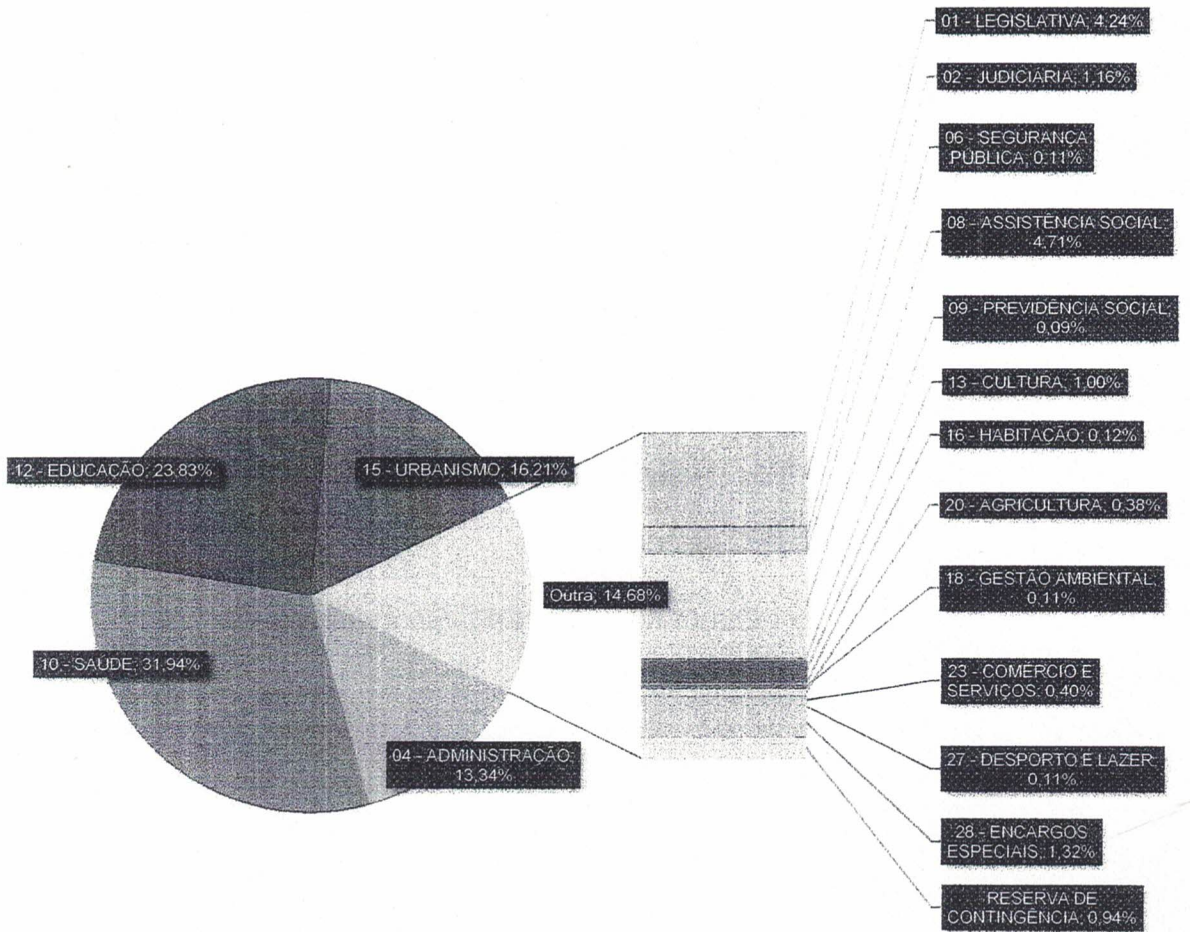 01 - LEGISLATIVA; 4,24%
02 - JUDICIÁRIA; 1,16%
06 - SEGURANÇA
PÚBLICA; 0,11%
08 - ASSISTÊNCIA SOCIAL;
4,71%
09 - PREVIDÊNCIA SOCIAL;
0,09%
13 - CULTURA; 1,00%
16 - HABITAÇÃO; 0,12%
12 - EDUCAÇÃO; 23,83%
15 - URBANISMO; 16,21%
20 - AGRICULTURA; 0,38%
18 - GESTÃO AMBIENTAL;
0,11%
Outra; 14,68%
10 - SAÚDE; 31,94%
23 - COMÉRCIO E
SERVIÇOS; 0,40%
04 - ADMINISTRAÇÃO;
13,34%
27 - DESPORTO E LAZER;
0,11%
28 - ENCARGOS
ESPECIAIS; 1,32%
RESERVA DE
CONTINGÊNCIA; 0,94%